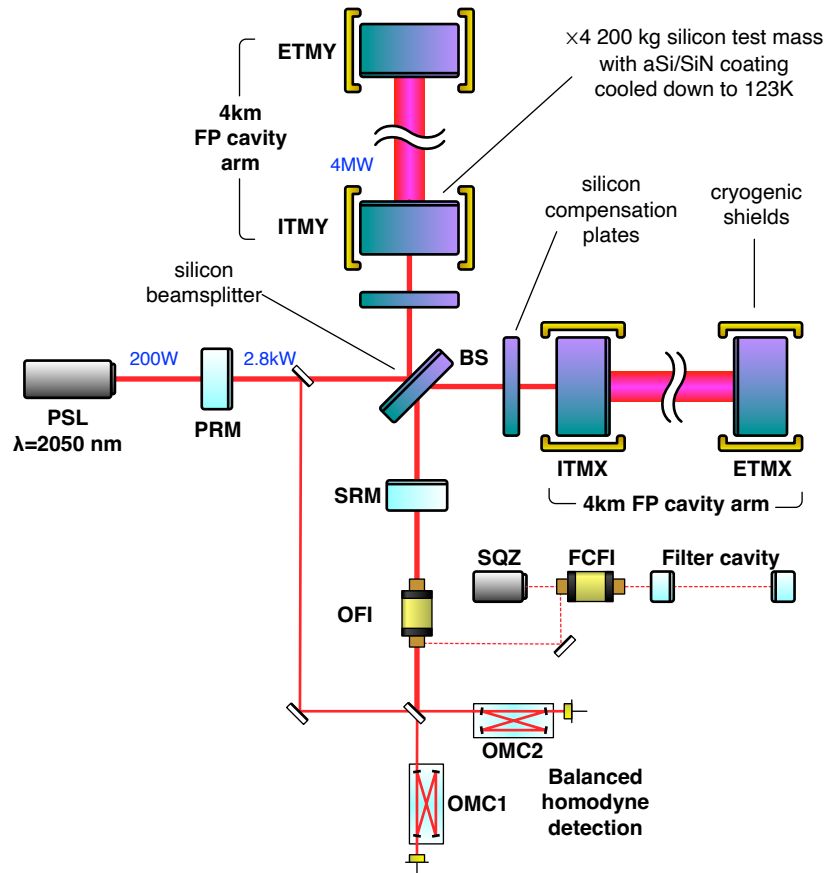 ETMY
×4 200 kg silicon test mass
with aSi/SiN coating
cooled down to 123K
4km
FP cavity
arm
4MW
ITMY
silicon
compensation
plates
cryogenic
shields
silicon
beamsplitter
200W
2.8kW
BS
PSL
λ=2050 nm
PRM
ITMX
ETMX
4km FP cavity arm
SRM
SQZ
FCFI
Filter cavity
OFI
OMC2
OMC1
Balanced
homodyne
detection